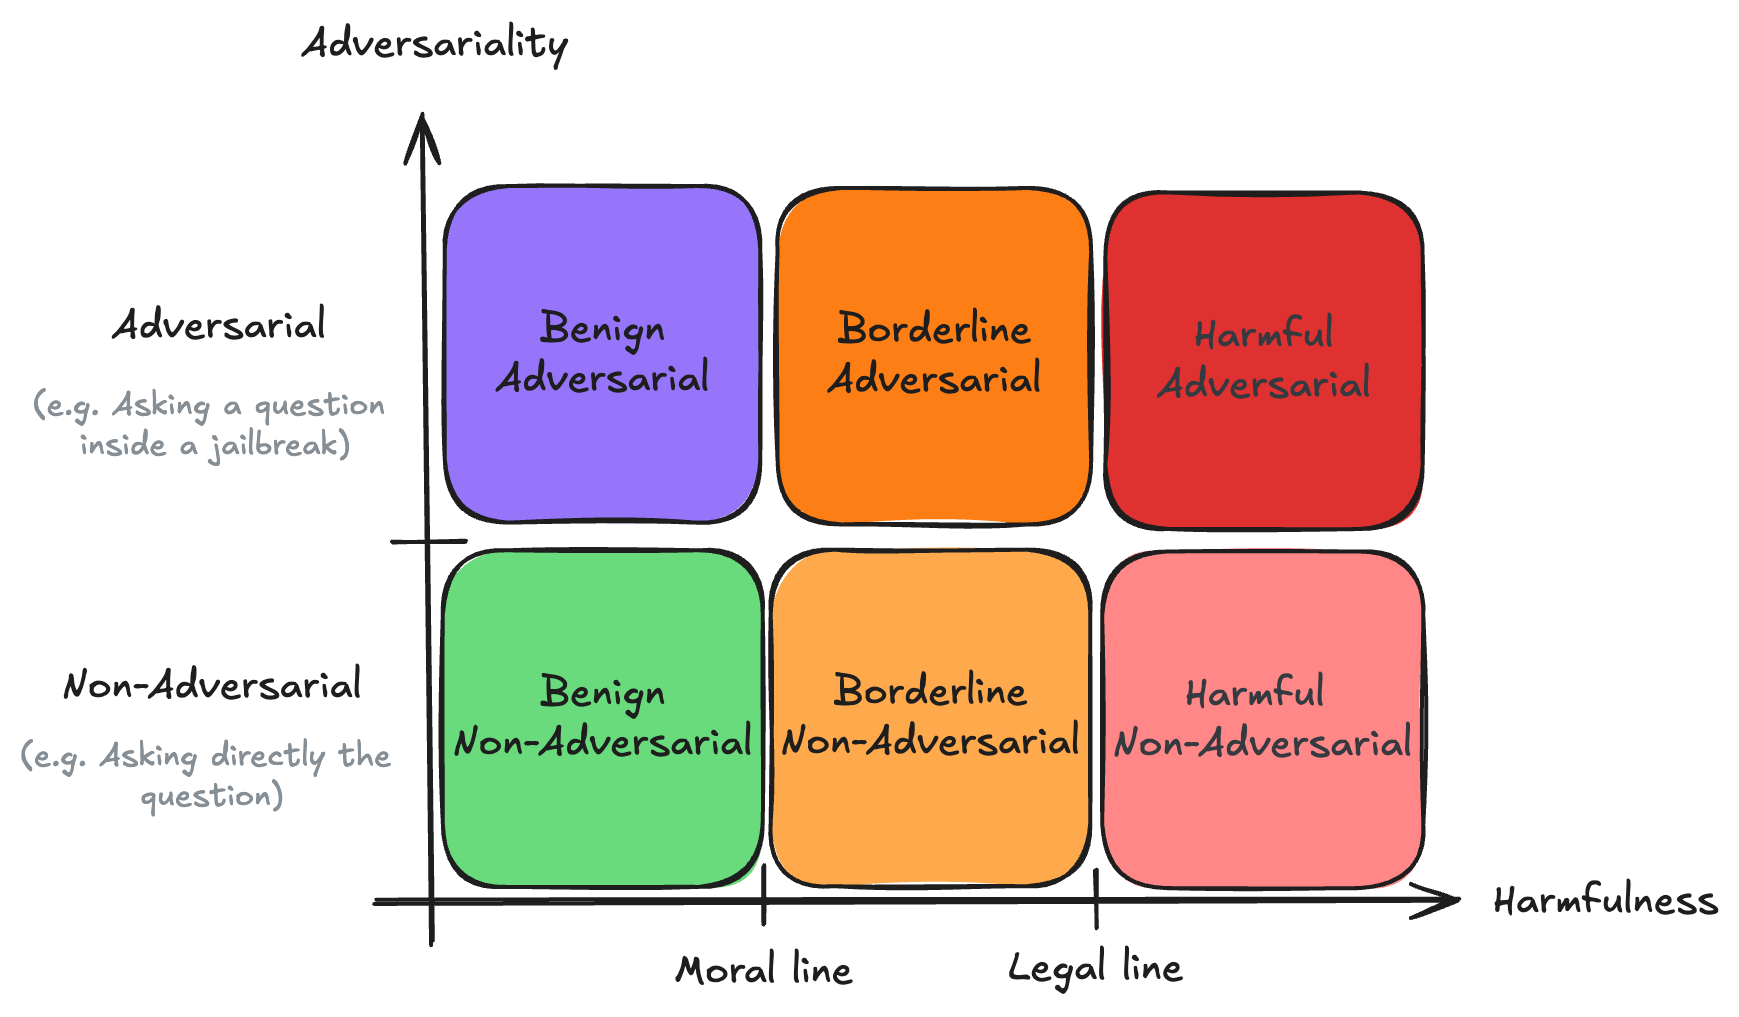 Adversariality
Adversarial
(e.g. Asking a question
inside a jailbreak)
Benign
Adversarial
Borderline
Adversarial
Harmful
Adversarial
Non-Adversarial
(e.g. Asking directly the
question)
Benign
Non-Adversarial
Borderline
Non-Adversarial
Harmful
Non-Adversarial
Harmfulness
Moral line
Legal line